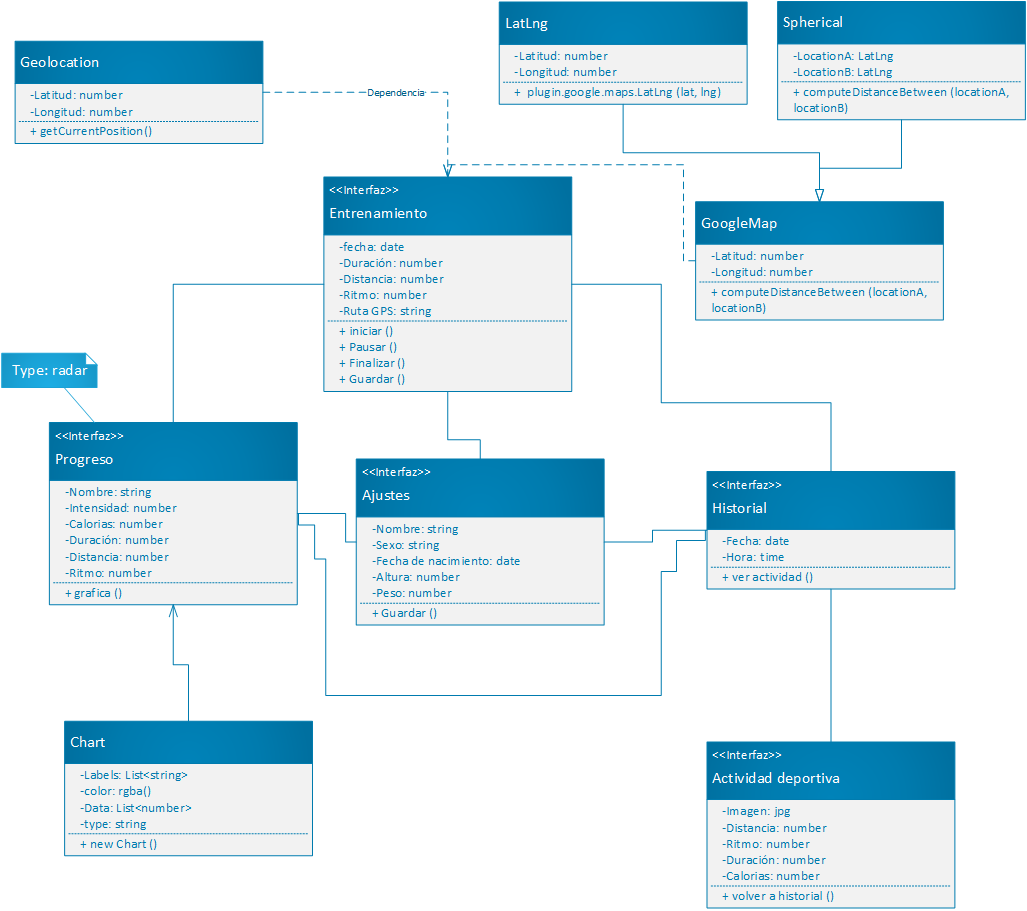 LatLng
-Latitud: number
-Longitud: number
+ plugin.google.maps.LatLng (lat, lng)
Spherical
-LocationA: LatLng
-LocationB: LatLng
+ computeDistanceBetween (locationA,
locationB)
Geolocation
-Latitud: number
-Longitud: number
+ getCurrentPosition()
Dependencia
<<Interfaz>>
Entrenamiento
-fecha: date
-Duración: number
-Distancia: number
-Ritmo: number
-Ruta GPS: string
+ iniciar ()
+ Pausar ()
+ Finalizar ()
+ Guardar ()
GoogleMap
-Latitud: number
-Longitud: number
+ computeDistanceBetween (locationA,
locationB)
Type: radar
<<Interfaz>>
Progreso
-Nombre: string
-Intensidad: number
-Calorias: number
-Duración: number
-Distancia: number
-Ritmo: number
+ grafica ()
<<Interfaz>>
Ajustes
-Nombre: string
-Sexo: string
-Fecha de nacimiento: date
-Altura: number
-Peso: number
+ Guardar ()
<<Interfaz>>
Historial
-Fecha: date
-Hora: time
+ ver actividad ()
Chart
-Labels: List<string>
-color: rgba()
-Data: List<number>
-type: string
+ new Chart ()
<<Interfaz>>
Actividad deportiva
-Imagen: jpg
-Distancia: number
-Ritmo: number
-Duración: number
-Calorias: number
+ volver a historial ()